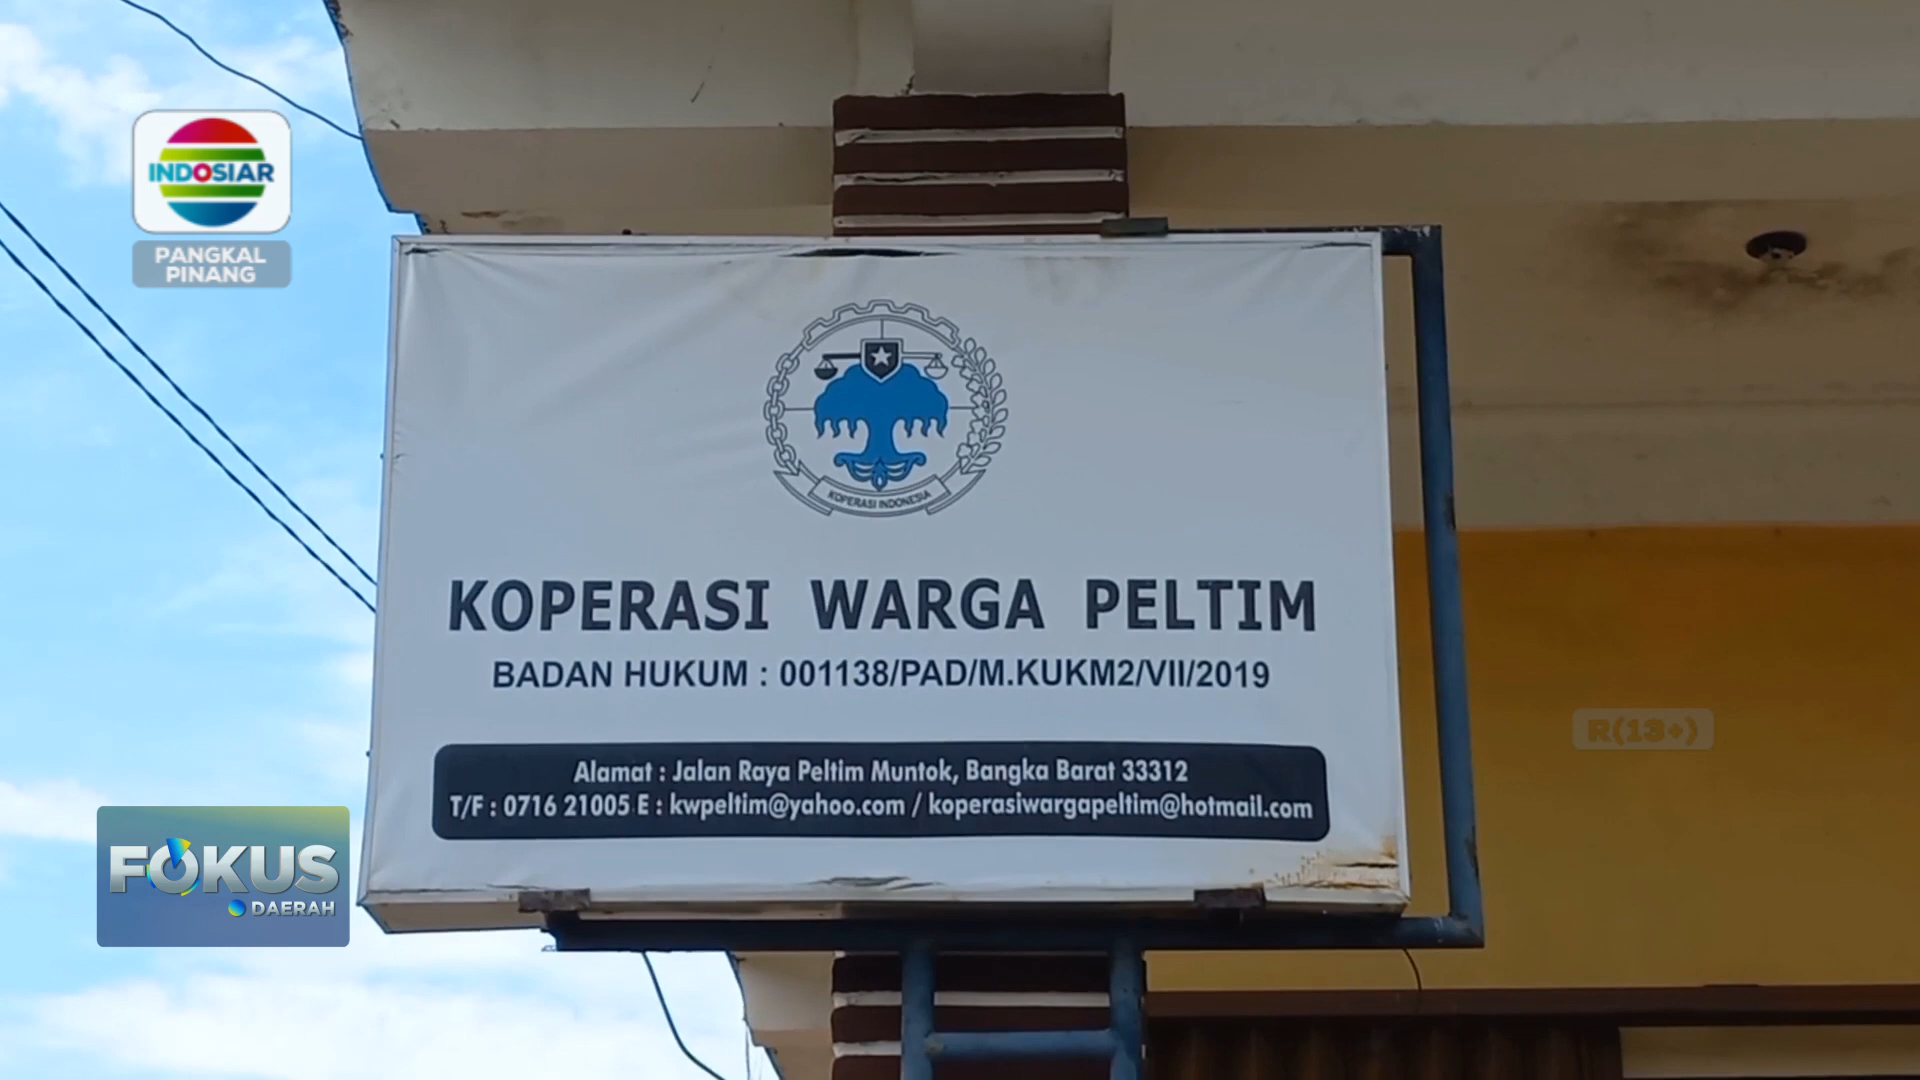 INDOSIAR
PANGKAL
PINANG
KOPERASI INDONESIA
KOPERASI WARGA PELTIM
BADAN HUKUM : 001138/PAD/M.KUKM2/VII/2019
Alamat : Jalan Raya Peltim Muntok, Bangka Barat 33312
T/F : 0716 21005 E : kwpeltim@yahoo.com / koperasiwargapeltim@hotmail.com
R(13+)
FOKUS
DAERAH